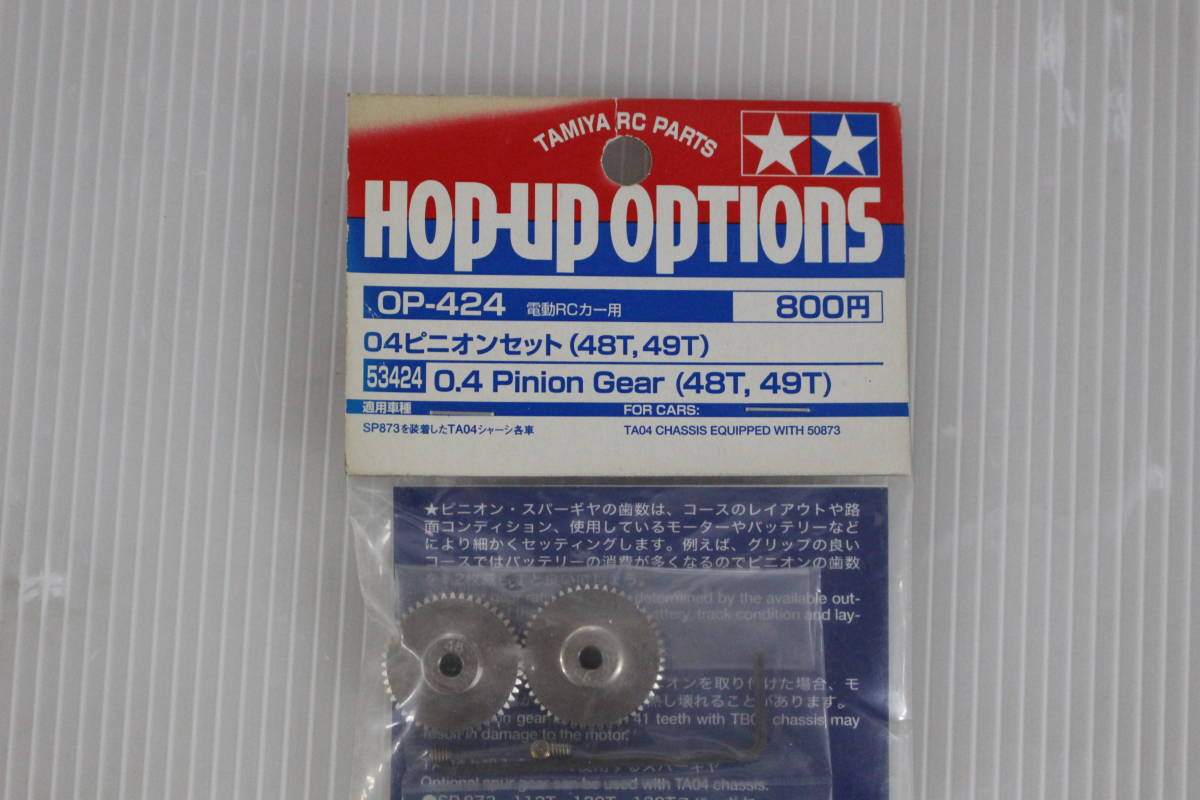 TAMIYA RC PARTS
HOP-UP OPTIONS
OP-424 電動RCカー用 800円
04ピニオンセット(48T,49T)
53424 0.4 Pinion Gear (48T, 49T)
適用車種 FOR CARS:
SP873を装着したTA04シャーシ各車 TA04 CHASSIS EQUIPPED WITH 50873
★ピニオン・スパーギヤの歯数は、コースのレイアウトや路
面コンディション、使用しているモーターやバッテリーなど
により細かくセッティングします。例えば、グリップの良い
コースではバッテリーの消費が多くなるのでピニオンの歯数
determined by the available out-
track condition and lay-
オンを取り付けた場合、モ
し壊れることがあります。
41 teeth with TB0 chassis may
result in damage to the motor.
Optional spur gear can be used with TA04 chassis.